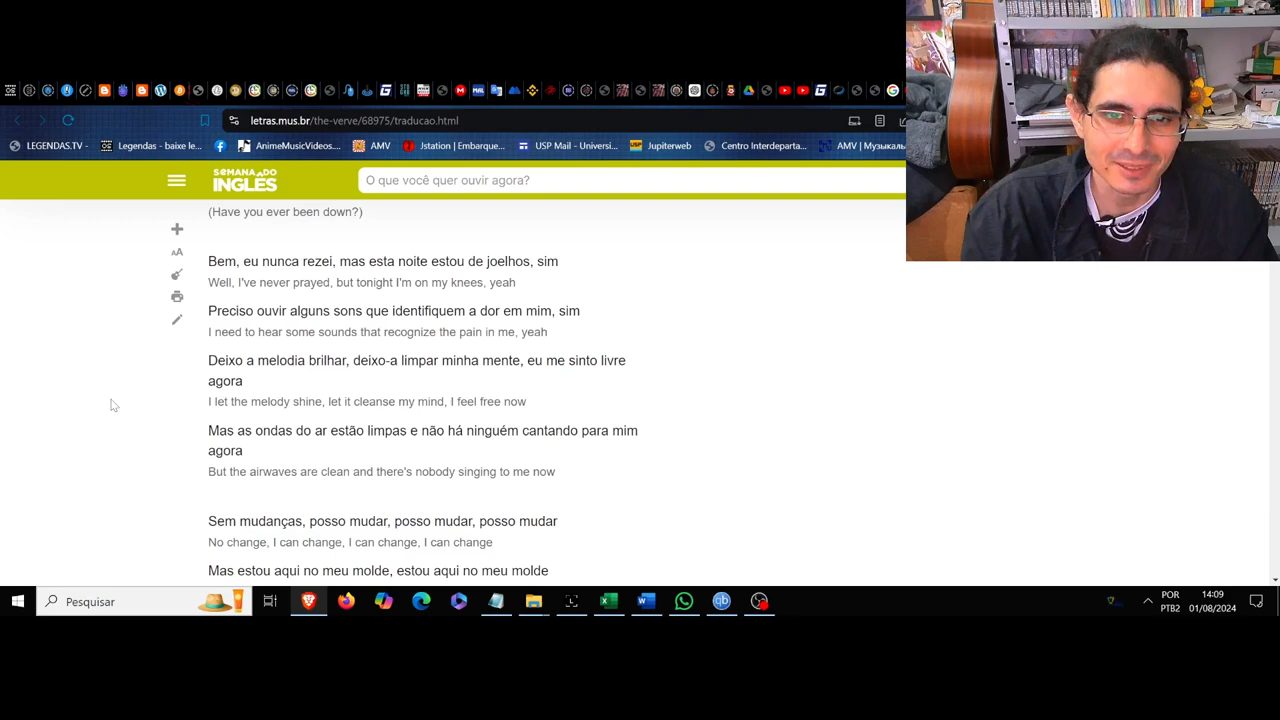 letras.mus.br/the-verve/68975/traducao.html
LEGENDAS.TV - Legendas - baixe le... AnimeMusicVideos... AMV Jstation | Embarque... USP Mail - Universi... Jupiterweb Centro Interdeparta... AMV | Музыкаль
SEMANA DO
INGLÊS
O que você quer ouvir agora?
(Have you ever been down?)
Bem, eu nunca rezei, mas esta noite estou de joelhos, sim
Well, I've never prayed, but tonight I'm on my knees, yeah
Preciso ouvir alguns sons que identifiquem a dor em mim, sim
I need to hear some sounds that recognize the pain in me, yeah
Deixo a melodia brilhar, deixo-a limpar minha mente, eu me sinto livre
agora
I let the melody shine, let it cleanse my mind, I feel free now
Mas as ondas do ar estão limpas e não há ninguém cantando para mim
agora
But the airwaves are clean and there's nobody singing to me now
Sem mudanças, posso mudar, posso mudar, posso mudar
No change, I can change, I can change, I can change
Mas estou aqui no meu molde, estou aqui no meu molde
Pesquisar
POR
PTB2
14:09
01/08/2024